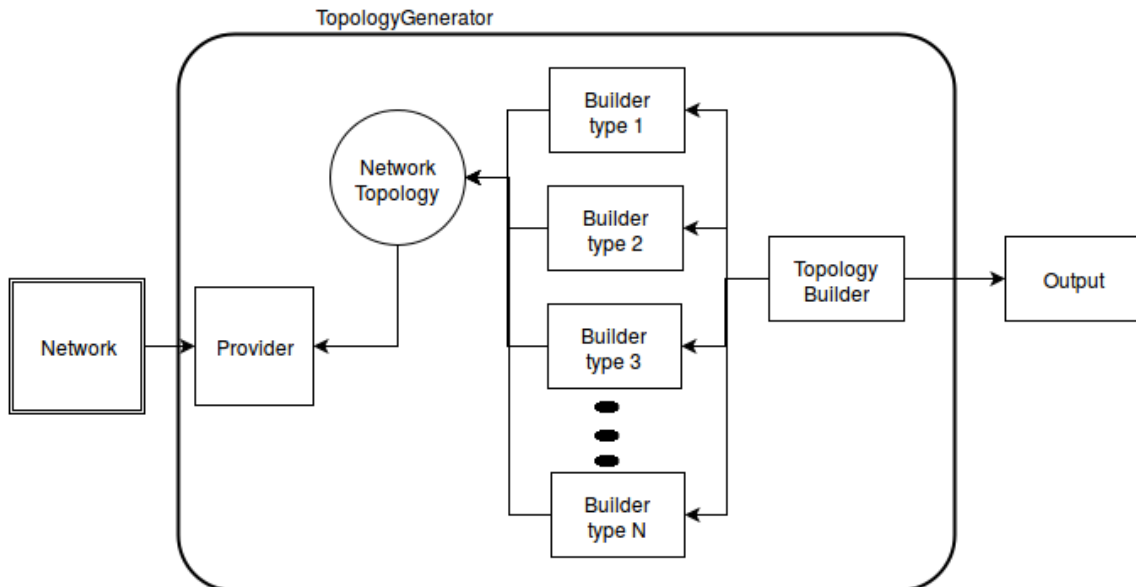 TopologyGenerator
Builder
type 1
Network
Topology
Builder
type 2
Topology
Builder
Output
Network
Provider
Builder
type 3
Builder
type N